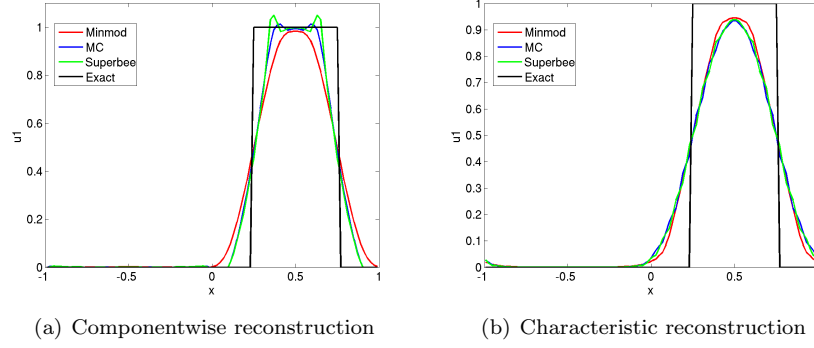 Minmod
MC
Superbee
Exact
u1
1
0.8
0.6
0.4
0.2
0
-1
-0.5
0
0.5
1
x
(a) Componentwise reconstruction
Minmod
MC
Superbee
Exact
u1
1
0.9
0.8
0.7
0.6
0.5
0.4
0.3
0.2
0.1
0
-1
-0.5
0
0.5
x
(b) Characteristic reconstruction